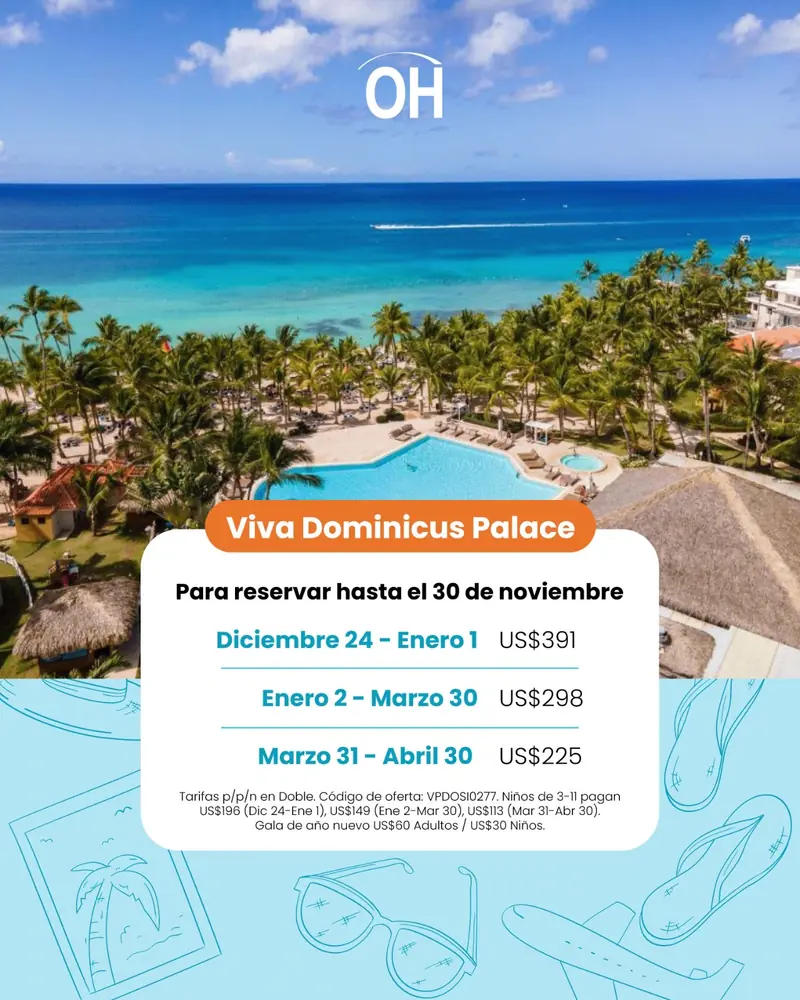 OH
Viva Dominicus Palace
Para reservar hasta el 30 de noviembre
Diciembre 24 - Enero 1 US$391
Enero 2 - Marzo 30 US$298
Marzo 31 - Abril 30 US$225
Tarifas p/p/n en Doble. Código de oferta: VPDOSI0277. Niños de 3-11 pagan
US$196 (Dic 24-Ene 1), US$149 (Ene 2-Mar 30), US$113 (Mar 31-Abr 30).
Gala de año nuevo US$60 Adultos / US$30 Niños.